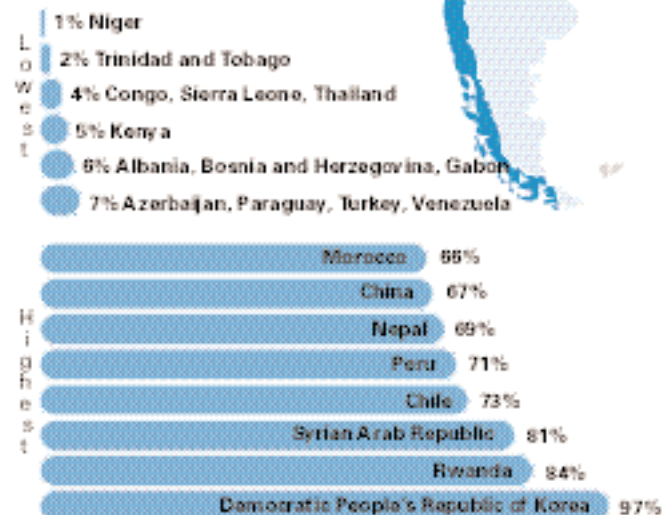 Lowest
1% Niger
2% Trinidad and Tobago
4% Congo, Sierra Leone, Thailand
5% Kenya
6% Albania, Bosnia and Herzegovina, Gabon
7% Azerbaijan, Paraguay, Turkey, Venezuela
Highest
Morocco 66%
China 67%
Nepal 69%
Peru 71%
Chile 73%
Syrian Arab Republic 81%
Rwanda 84%
Democratic People's Republic of Korea 97%